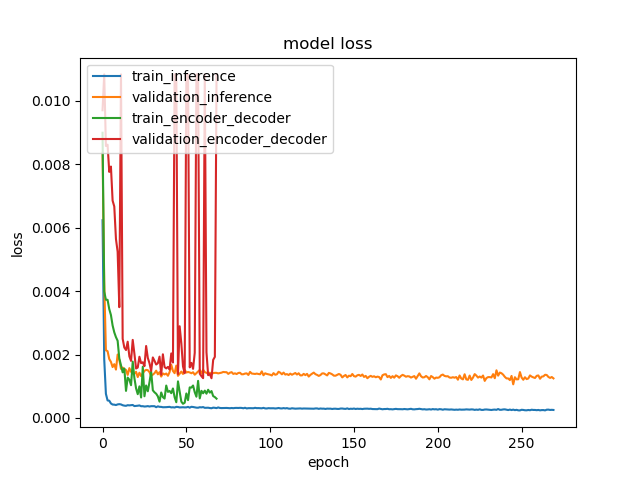 model loss
train_inference
validation_inference
train_encoder_decoder
validation_encoder_decoder
0.010
0.008
0.006
0.004
0.002
0.000
loss
0 50 100 150 200 250
epoch